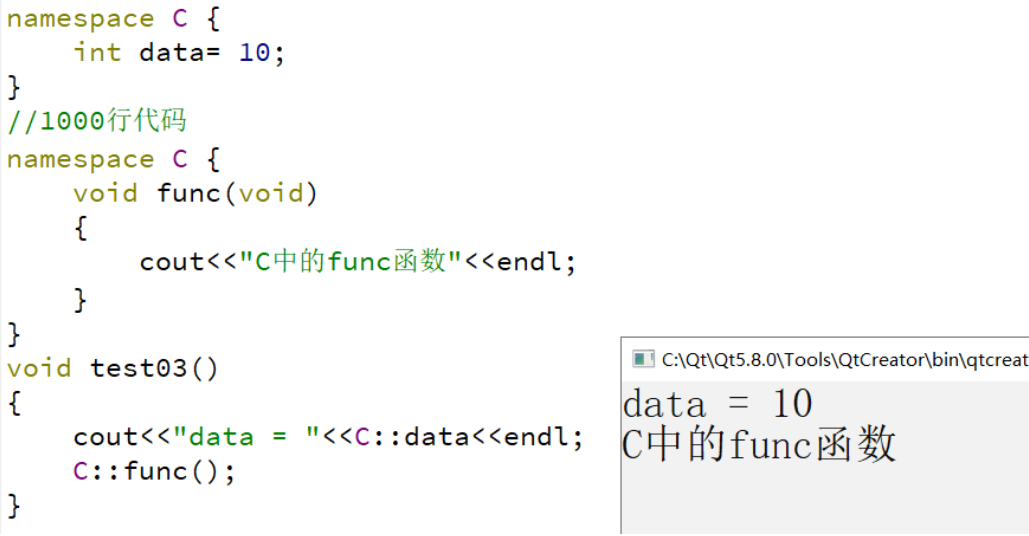 namespace C {
    int data= 10;
}
//1000行代码
namespace C {
    void func(void)
    {
        cout<<"C中的func函数"<<endl;
    }
}
void test03()
{
    cout<<"data = "<<C::data<<endl;
    C::func();
}
C:\Qt\Qt5.8.0\Tools\QtCreator\bin\qtcreat
data = 10
C中的func函数